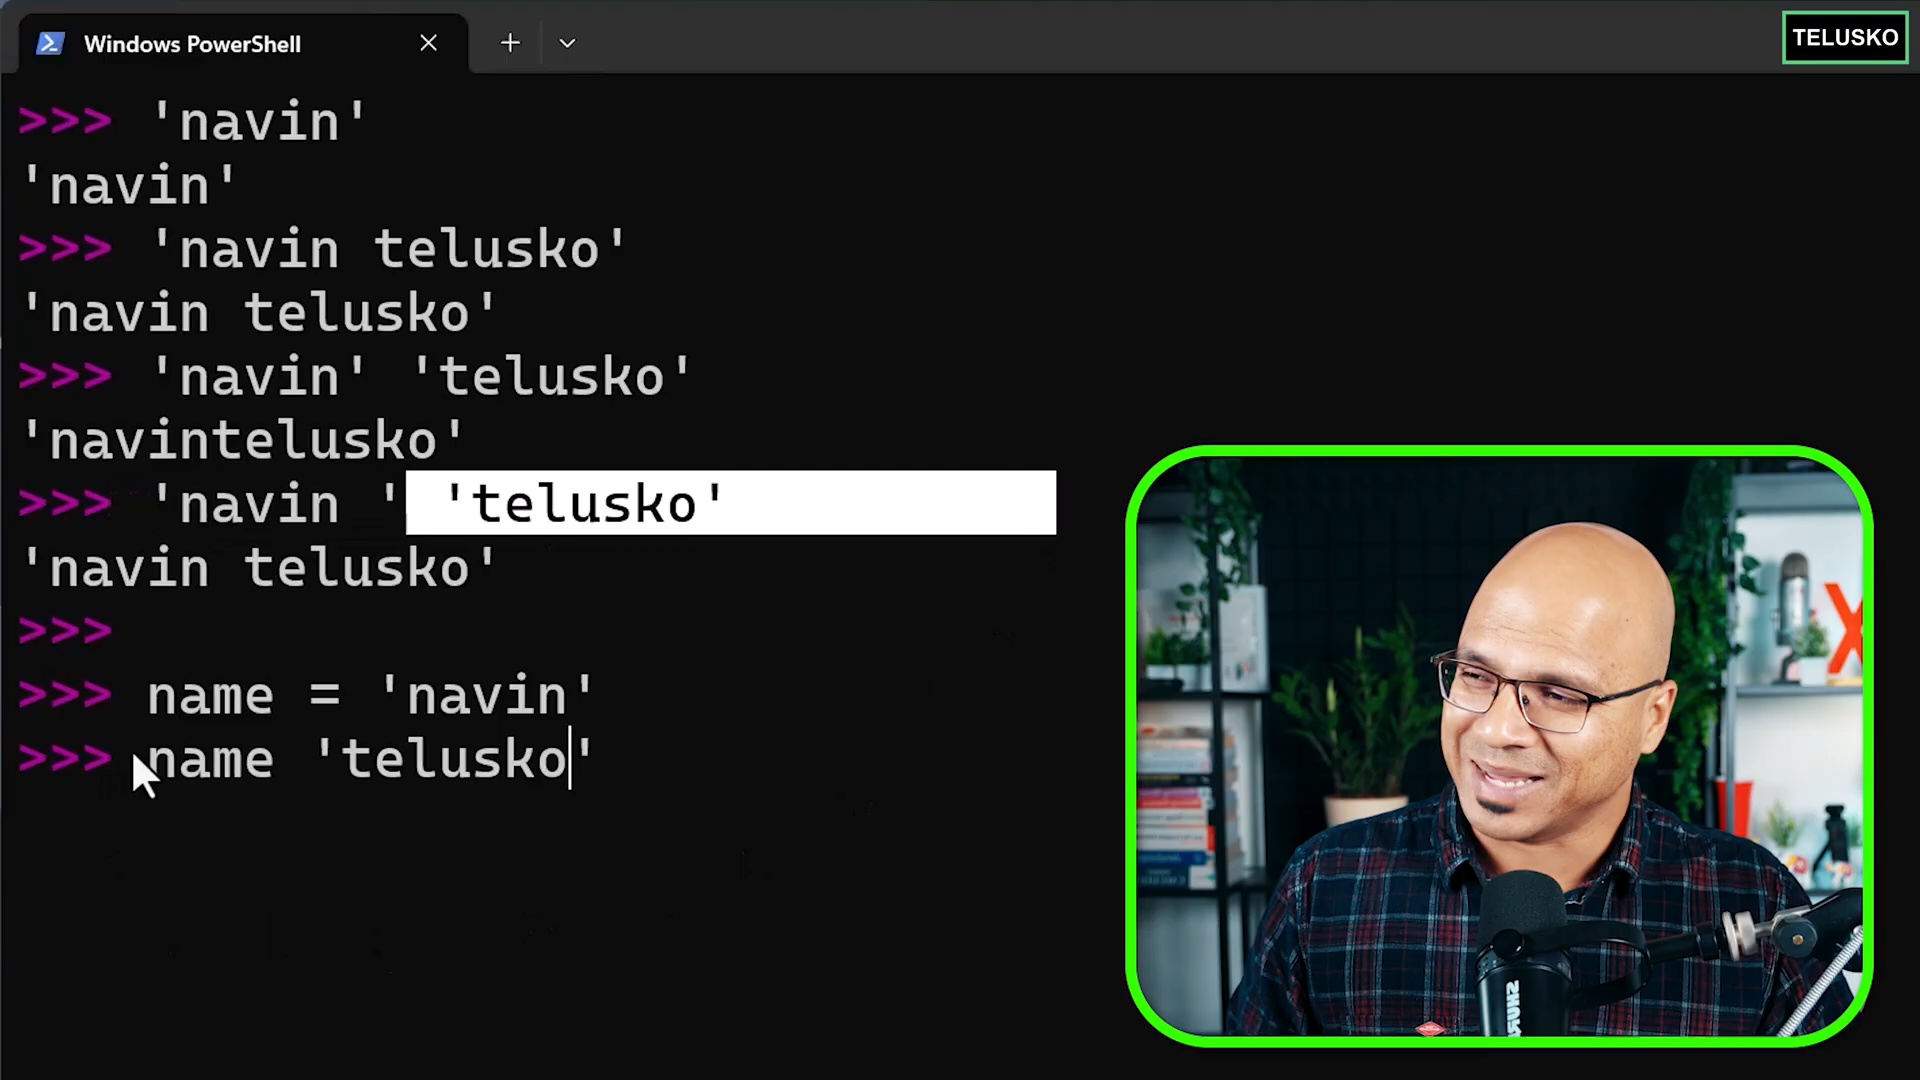 Windows PowerShell
TELUSKO
>>> 'navin'
'navin'
>>> 'navin telusko'
'navin telusko'
>>> 'navin' 'telusko'
'navintelusko'
>>> 'navin ' 'telusko'
'navin telusko'
>>>
>>> name = 'navin'
>>> name 'telusko'
X
SHURE